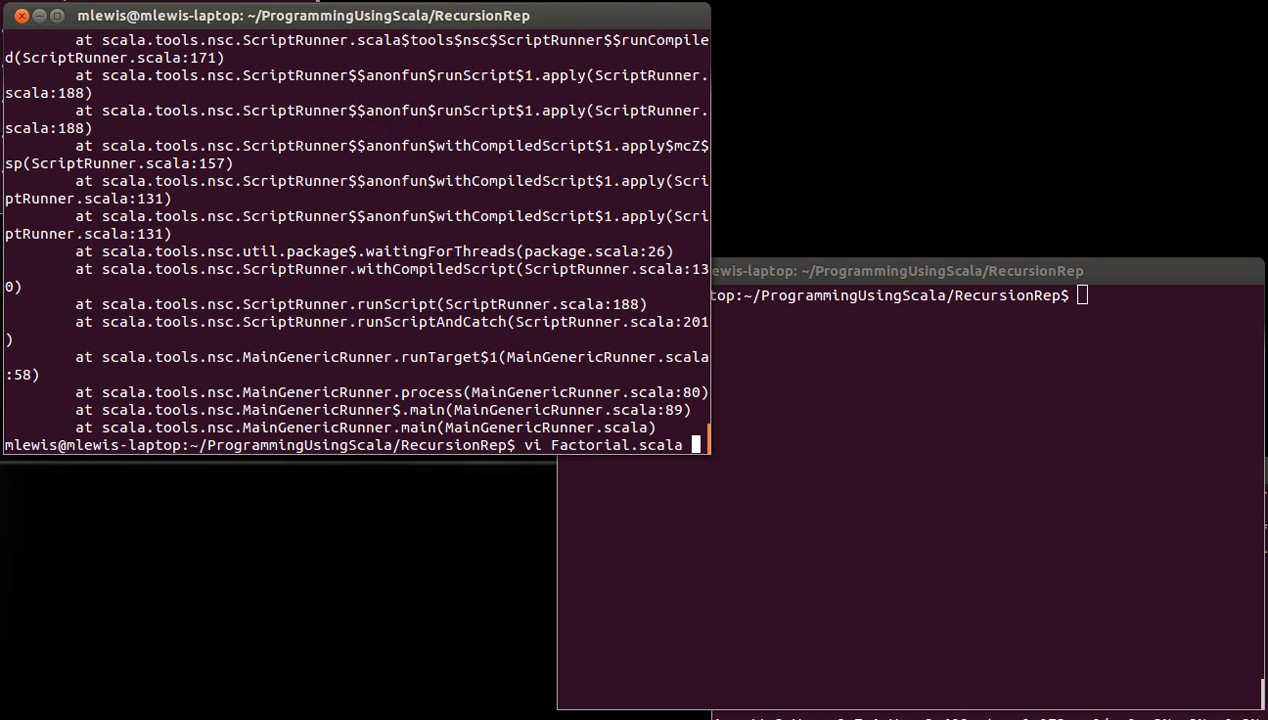 mlewis@mlewis-laptop: ~/ProgrammingUsingScala/RecursionRep
at scala.tools.nsc.ScriptRunner.scala$tools$nsc$ScriptRunner$$runCompile
d(ScriptRunner.scala:171)
at scala.tools.nsc.ScriptRunner$$anonfun$runScript$1.apply(ScriptRunner.
scala:188)
at scala.tools.nsc.ScriptRunner$$anonfun$runScript$1.apply(ScriptRunner.
scala:188)
at scala.tools.nsc.ScriptRunner$$anonfun$withCompiledScript$1.apply$mcZ$
sp(ScriptRunner.scala:157)
at scala.tools.nsc.ScriptRunner$$anonfun$withCompiledScript$1.apply(Scri
ptRunner.scala:131)
at scala.tools.nsc.ScriptRunner$$anonfun$withCompiledScript$1.apply(Scri
ptRunner.scala:131)
at scala.tools.nsc.util.package$.waitingForThreads(package.scala:26)
at scala.tools.nsc.ScriptRunner.withCompiledScript(ScriptRunner.scala:13
0)
at scala.tools.nsc.ScriptRunner.runScript(ScriptRunner.scala:188)
at scala.tools.nsc.ScriptRunner.runScriptAndCatch(ScriptRunner.scala:201
)
at scala.tools.nsc.MainGenericRunner.runTarget$1(MainGenericRunner.scala
:58)
at scala.tools.nsc.MainGenericRunner.process(MainGenericRunner.scala:80)
at scala.tools.nsc.MainGenericRunner$.main(MainGenericRunner.scala:89)
at scala.tools.nsc.MainGenericRunner.main(MainGenericRunner.scala)
mlewis@mlewis-laptop:~/ProgrammingUsingScala/RecursionRep$ vi Factorial.scala
ewis-laptop: ~/ProgrammingUsingScala/RecursionRep
top:~/ProgrammingUsingScala/RecursionRep$